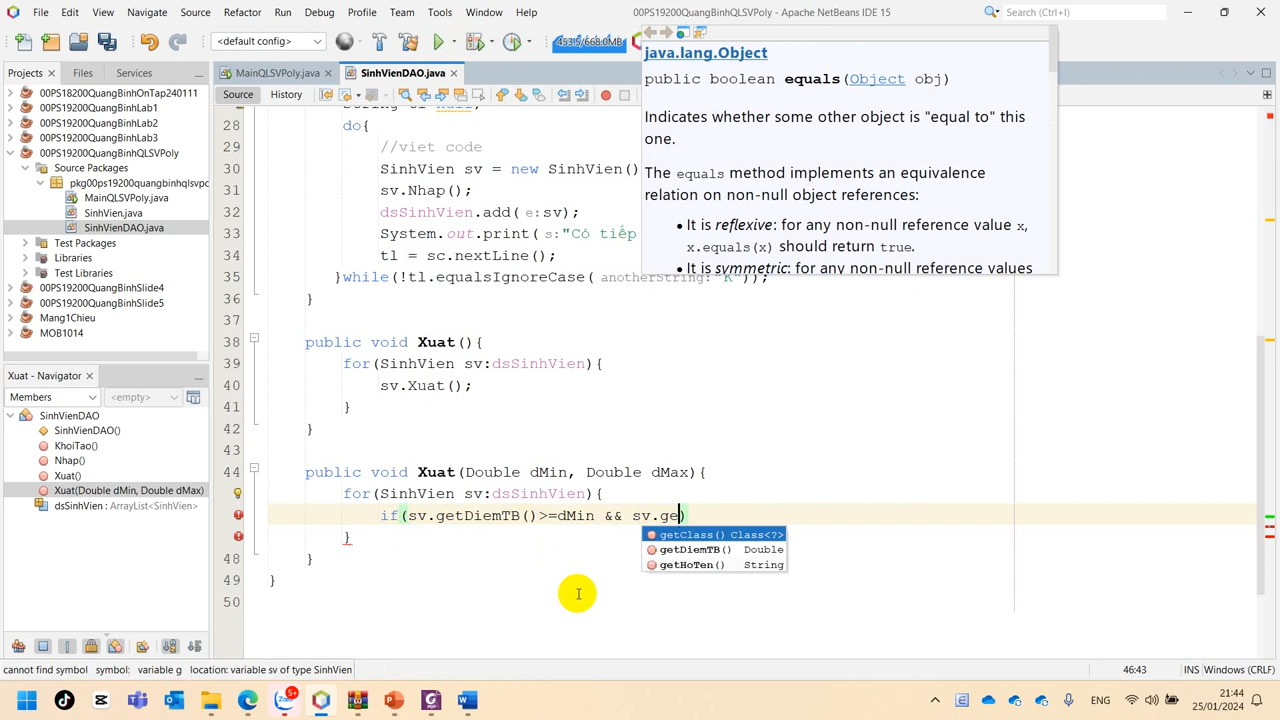 File Edit View Navigate Source Refactor Run Debug Profile Team Tools Window Help
00PS19200QuangBinhQLSVPoly - Apache NetBeans IDE 15
Search (Ctrl+I)
<default config>
453.5/668.0MB
Projects
Files
Services
MainQLSVPoly.java
SinhVienDAO.java
Source
History
00PS18200QuangBinhOnTap240111
00PS19200QuangBinhLab1
00PS19200QuangBinhLab2
00PS19200QuangBinhLab3
00PS19200QuangBinhQLSVPoly
Source Packages
pkg00ps19200quangbinhqlsvpc
MainQLSVPoly.java
SinhVien.java
SinhVienDAO.java
Test Packages
Libraries
Test Libraries
00PS19200QuangBinhSlide4
00PS19200QuangBinhSlide5
Mang1Chieu
MOB1014
Xuat - Navigator
Members
<empty>
SinhVienDAO
SinhVienDAO()
KhoiTao()
Nhap()
Xuat()
Xuat(Double dMin, Double dMax)
dsSinhVien : ArrayList<SinhVien>
28 do{
//viet code
30 SinhVien sv = new SinhVien()
31 sv.Nhap();
32 dsSinhVien.add( e: sv);
33 System.out.print( s: "Có tiếp
34 tl = sc.nextLine();
35 }while(!tl.equalsIgnoreCase( anotherString: "K"));
36 }
37
38 public void Xuat(){
39 for(SinhVien sv:dsSinhVien){
40 sv.Xuat();
41 }
42 }
43
44 public void Xuat(Double dMin, Double dMax){
for(SinhVien sv:dsSinhVien){
if(sv.getDiemTB()>=dMin && sv.ge)
}
48 }
49 }
50
java.lang.Object
public boolean equals(Object obj)
Indicates whether some other object is "equal to" this
one.
The equals method implements an equivalence
relation on non-null object references:
• It is reflexive: for any non-null reference value x,
x.equals(x) should return true.
• It is symmetric: for any non-null reference values
getClass() Class<?>
getDiemTB() Double
getHoTen() String
cannot find symbol symbol: variable g location: variable sv of type SinhVien
46:43
INS
Windows (CRLF)
Zalo
5+
ENG
21:44
25/01/2024